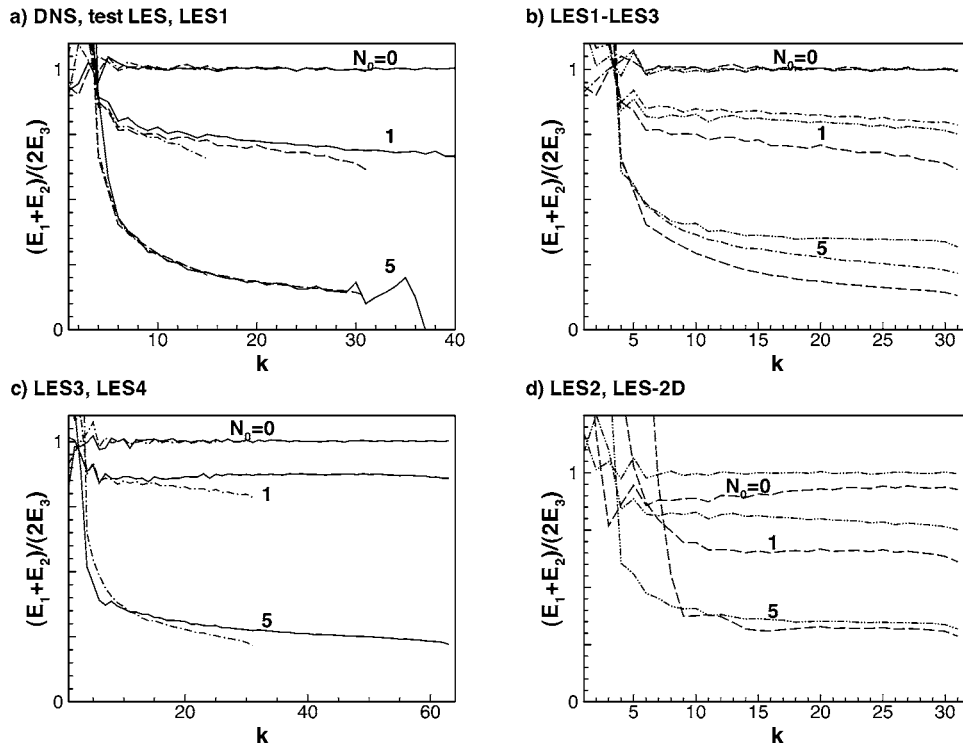 a) DNS, test LES, LES1
(E₁+E₂)/(2E₃)
1
0
N₀=0
1
5
10
20
30
40
k
b) LES1-LES3
(E₁+E₂)/(2E₃)
1
0
N₀=0
1
5
5
10
15
20
25
30
k
c) LES3, LES4
(E₁+E₂)/(2E₃)
1
0
N₀=0
1
5
20
40
60
k
d) LES2, LES-2D
(E₁+E₂)/(2E₃)
1
0
N₀=0
1
5
5
10
15
20
25
30
k